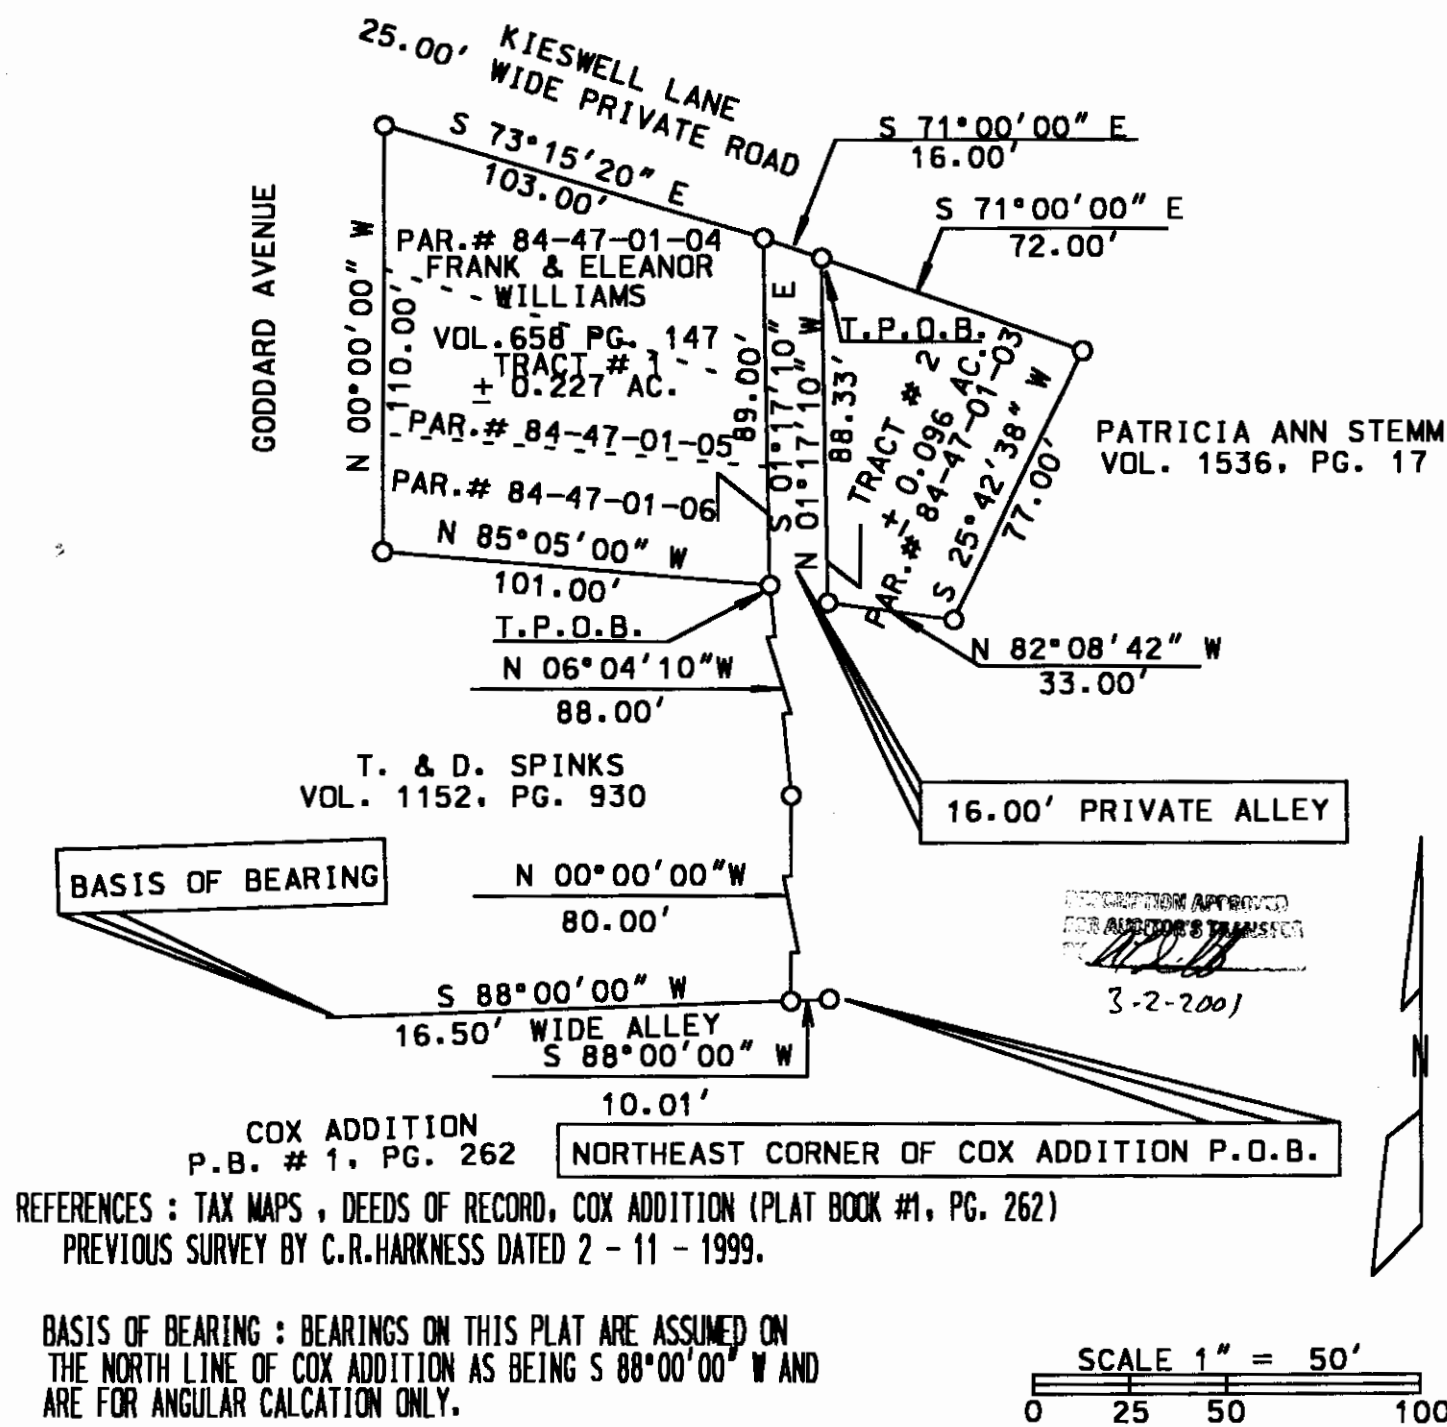 25.00' KIESWELL LANE
WIDE PRIVATE ROAD
S 73°15'20" E
103.00'
S 71°00'00" E
16.00'
S 71°00'00" E
72.00'
GODDARD AVENUE
N 00°00'00" W
110.00'
PAR.# 84-47-01-04
FRANK & ELEANOR
WILLIAMS
VOL.658 PG. 147
TRACT # 1
± 0.227 AC.
PAR.# 84-47-01-05
PAR.# 84-47-01-06
89.00'
S 01°17'10" E
N 01°17'10" W
88.33'
T.P.O.B.
TRACT # 2
± 0.096 AC.
PAR.# 84-47-01-03
S 25°42'38" W
77.00'
PATRICIA ANN STEMM
VOL. 1536, PG. 17
N 85°05'00" W
101.00'
T.P.O.B.
N 82°08'42" W
33.00'
N 06°04'10"W
88.00'
T. & D. SPINKS
VOL. 1152, PG. 930
16.00' PRIVATE ALLEY
BASIS OF BEARING
N 00°00'00"W
80.00'
DESCRIPTION APPROVED
FOR AUDITOR'S TRANSFER
BY
3-2-2001
S 88°00'00" W
16.50' WIDE ALLEY
S 88°00'00" W
10.01'
N
COX ADDITION
P.B. # 1, PG. 262
NORTHEAST CORNER OF COX ADDITION P.O.B.
REFERENCES : TAX MAPS , DEEDS OF RECORD, COX ADDITION (PLAT BOOK #1, PG. 262)
PREVIOUS SURVEY BY C.R.HARKNESS DATED 2 - 11 - 1999.
BASIS OF BEARING : BEARINGS ON THIS PLAT ARE ASSUMED ON
THE NORTH LINE OF COX ADDITION AS BEING S 88°00'00" W AND
ARE FOR ANGULAR CALCATION ONLY.
SCALE 1" = 50'
0 25 50 100